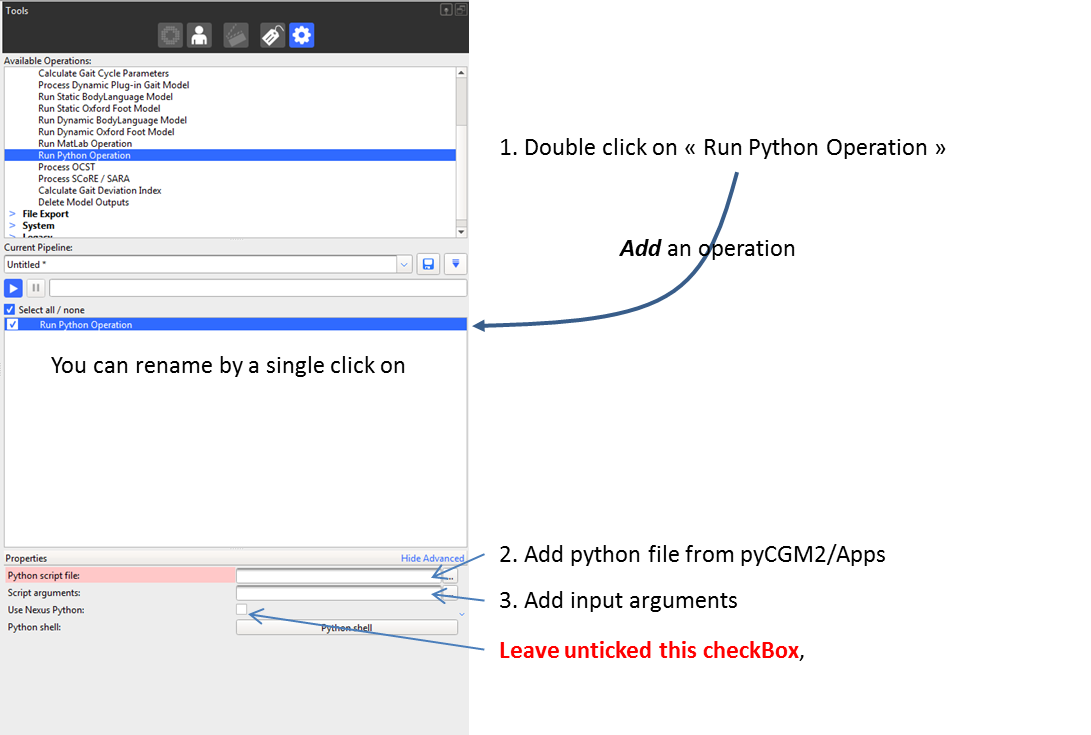 Tools
Available Operations:
Calculate Gait Cycle Parameters
Process Dynamic Plug-in Gait Model
Run Static BodyLanguage Model
Run Static Oxford Foot Model
Run Dynamic BodyLanguage Model
Run Dynamic Oxford Foot Model
Run MatLab Operation
Run Python Operation
Process OCST
Process SCoRE / SARA
Calculate Gait Deviation Index
Delete Model Outputs
> File Export
> System
> Legacy
Current Pipeline:
Untitled *
Select all / none
Run Python Operation
You can rename by a single click on
Properties
Hide Advanced
Python script file:
...
Script arguments:
...
Use Nexus Python:
Python shell:
Python shell
1. Double click on « Run Python Operation »
Add an operation
2. Add python file from pyCGM2/Apps
3. Add input arguments
Leave unticked this checkBox,